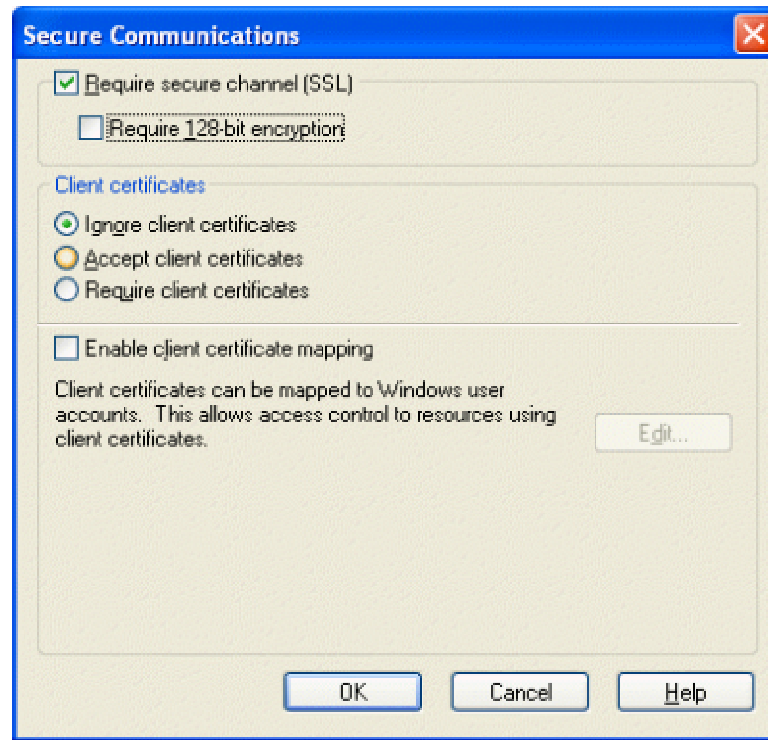 Secure Communications
Require secure channel (SSL)
Require 128-bit encryption
Client certificates
Ignore client certificates
Accept client certificates
Require client certificates
Enable client certificate mapping
Client certificates can be mapped to Windows user
accounts. This allows access control to resources using
client certificates.
Edit...
OK
Cancel
Help